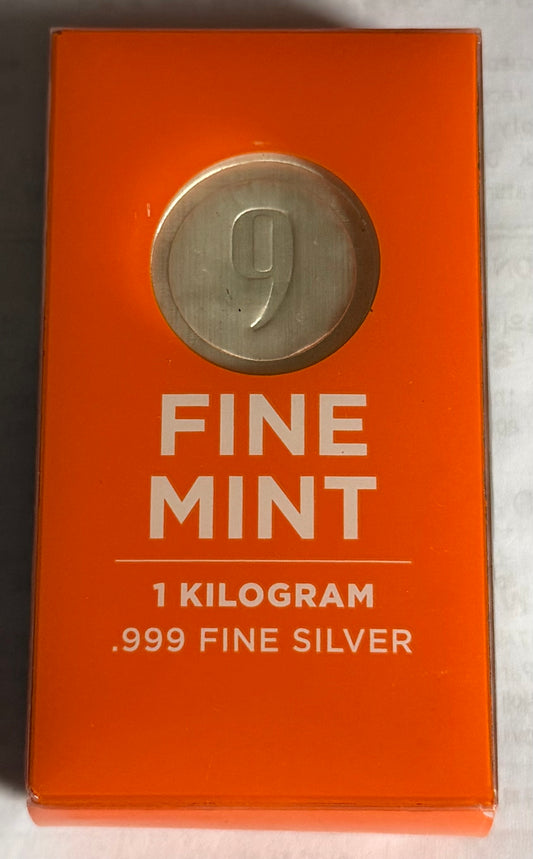 9
FINE
MINT
1 KILOGRAM
.999 FINE SILVER